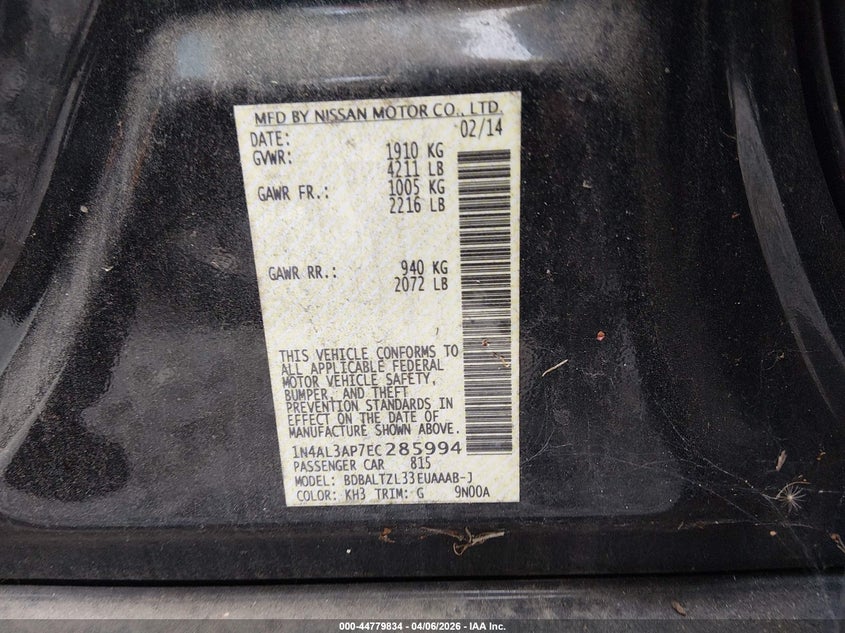 MFD BY NISSAN MOTOR CO., LTD.
DATE: 02/14
GVWR: 1910 KG
4211 LB
GAWR FR.: 1005 KG
2216 LB
GAWR RR.: 940 KG
2072 LB
THIS VEHICLE CONFORMS TO
ALL APPLICABLE FEDERAL
MOTOR VEHICLE SAFETY,
BUMPER, AND THEFT
PREVENTION STANDARDS IN
EFFECT ON THE DATE OF
MANUFACTURE SHOWN ABOVE.
1N4AL3AP7EC285994
PASSENGER CAR 815
MODEL: BDBALTZL33EUAAAB-J
COLOR: KH3 TRIM: G 9N00A
000-44779834 - 04/06/2026 - IAA Inc.